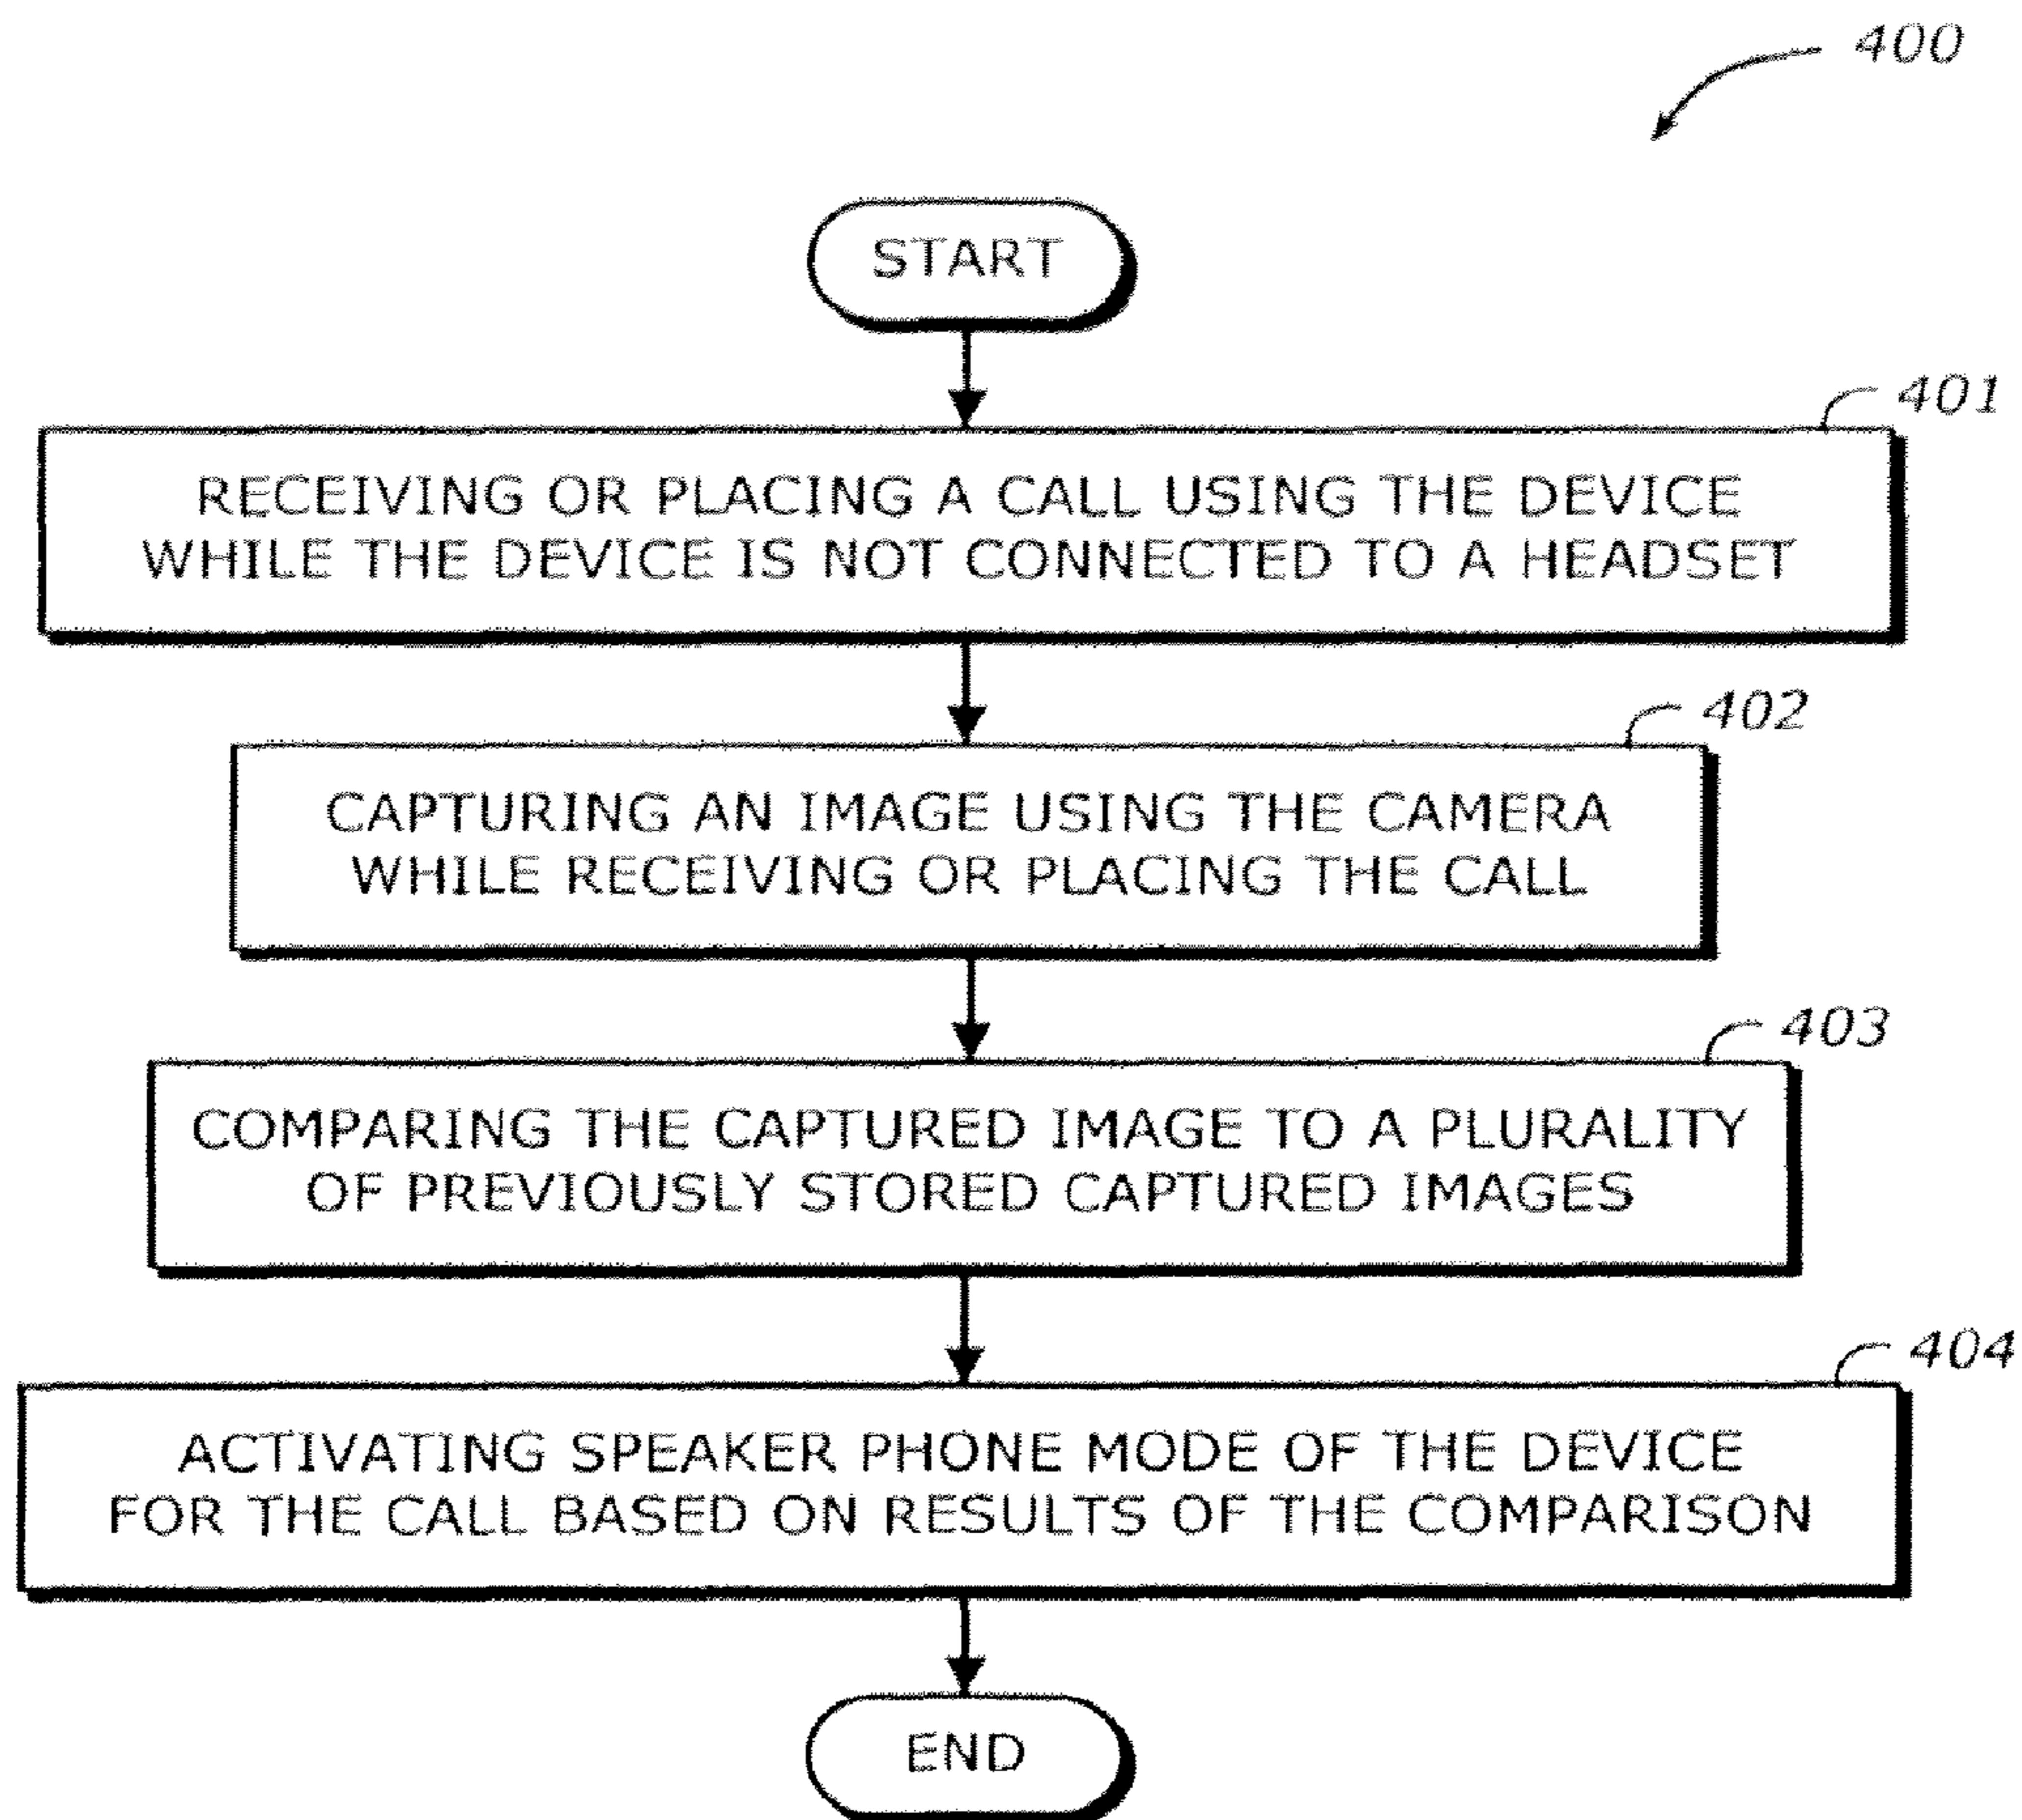 400
START
401
RECEIVING OR PLACING A CALL USING THE DEVICE
WHILE THE DEVICE IS NOT CONNECTED TO A HEADSET
402
CAPTURING AN IMAGE USING THE CAMERA
WHILE RECEIVING OR PLACING THE CALL
403
COMPARING THE CAPTURED IMAGE TO A PLURALITY
OF PREVIOUSLY STORED CAPTURED IMAGES
404
ACTIVATING SPEAKER PHONE MODE OF THE DEVICE
FOR THE CALL BASED ON RESULTS OF THE COMPARISON
END